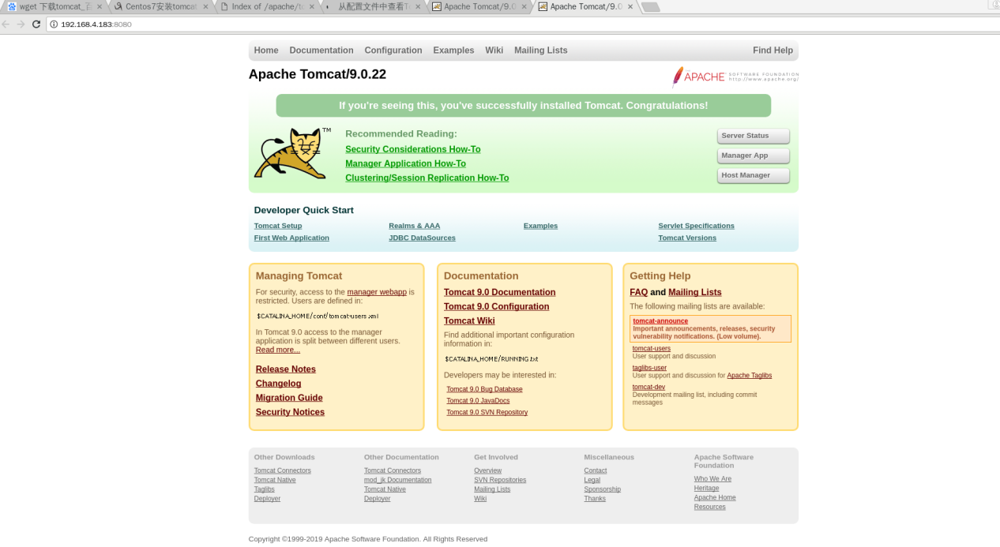 wget 下载tomcat_百
Centos7安装tomcat
Index of /apache/to
从配置文件中查看T
Apache Tomcat/9.0
Apache Tomcat/9.0
192.168.4.183:8080
Home Documentation Configuration Examples Wiki Mailing Lists Find Help
Apache Tomcat/9.0.22
APACHE SOFTWARE FOUNDATION
http://www.apache.org/
If you're seeing this, you've successfully installed Tomcat. Congratulations!
TM
Recommended Reading:
Security Considerations How-To
Manager Application How-To
Clustering/Session Replication How-To
Server Status
Manager App
Host Manager
Developer Quick Start
Tomcat Setup Realms & AAA Examples Servlet Specifications
First Web Application JDBC DataSources Tomcat Versions
Managing Tomcat
For security, access to the manager webapp is
restricted. Users are defined in:
$CATALINA_HOME/conf/tomcat-users.xml
In Tomcat 9.0 access to the manager
application is split between different users.
Read more...
Release Notes
Changelog
Migration Guide
Security Notices
Documentation
Tomcat 9.0 Documentation
Tomcat 9.0 Configuration
Tomcat Wiki
Find additional important configuration
information in:
$CATALINA_HOME/RUNNING.txt
Developers may be interested in:
Tomcat 9.0 Bug Database
Tomcat 9.0 JavaDocs
Tomcat 9.0 SVN Repository
Getting Help
FAQ and Mailing Lists
The following mailing lists are available:
tomcat-announce
Important announcements, releases, security
vulnerability notifications. (Low volume).
tomcat-users
User support and discussion
taglibs-user
User support and discussion for Apache Taglibs
tomcat-dev
Development mailing list, including commit
messages
Other Downloads
Tomcat Connectors
Tomcat Native
Taglibs
Deployer
Other Documentation
Tomcat Connectors
mod_jk Documentation
Tomcat Native
Deployer
Get Involved
Overview
SVN Repositories
Mailing Lists
Wiki
Miscellaneous
Contact
Legal
Sponsorship
Thanks
Apache Software
Foundation
Who We Are
Heritage
Apache Home
Resources
Copyright ©1999-2019 Apache Software Foundation. All Rights Reserved